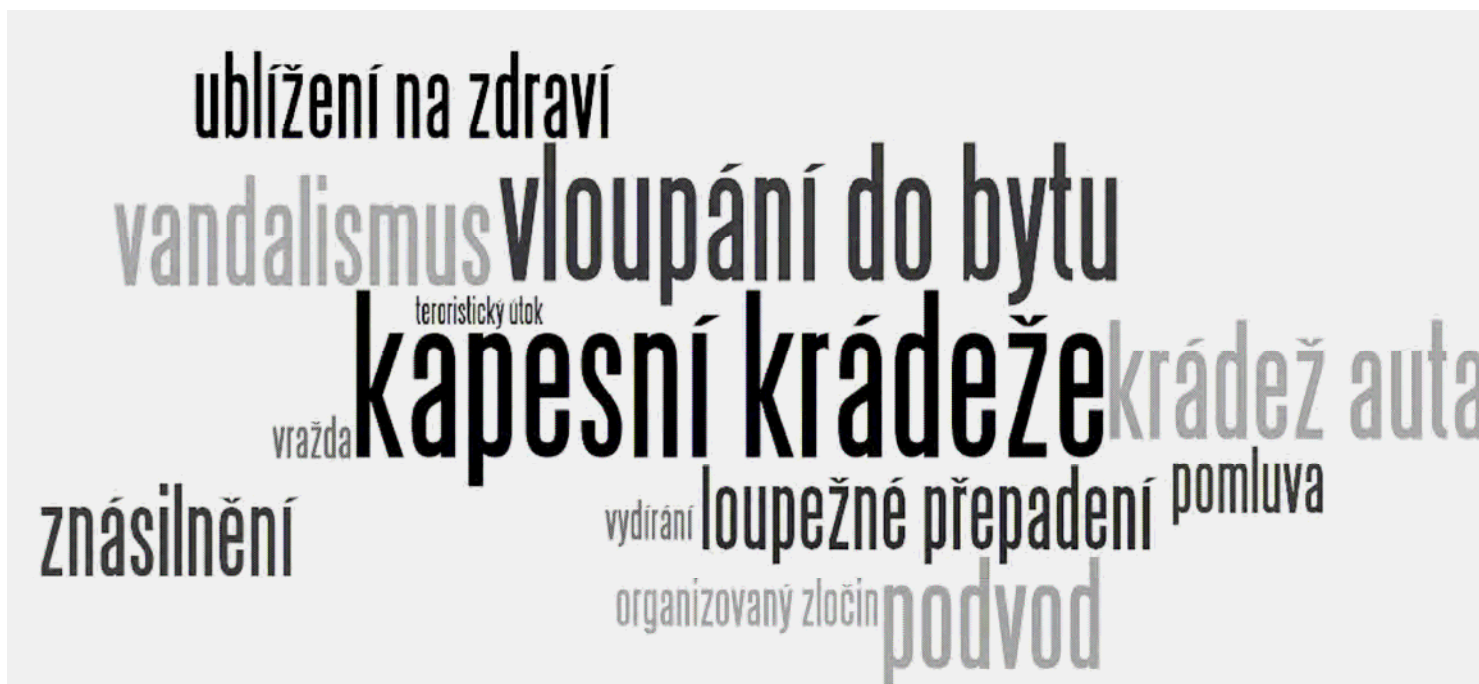 ublížení na zdraví
vandalismus
vloupání do bytu
teroristický útok
kapesní krádeže
krádež auta
vražda
pomluva
znásilnění
vydírání
loupežné přepadení
organizovaný zločin
podvod